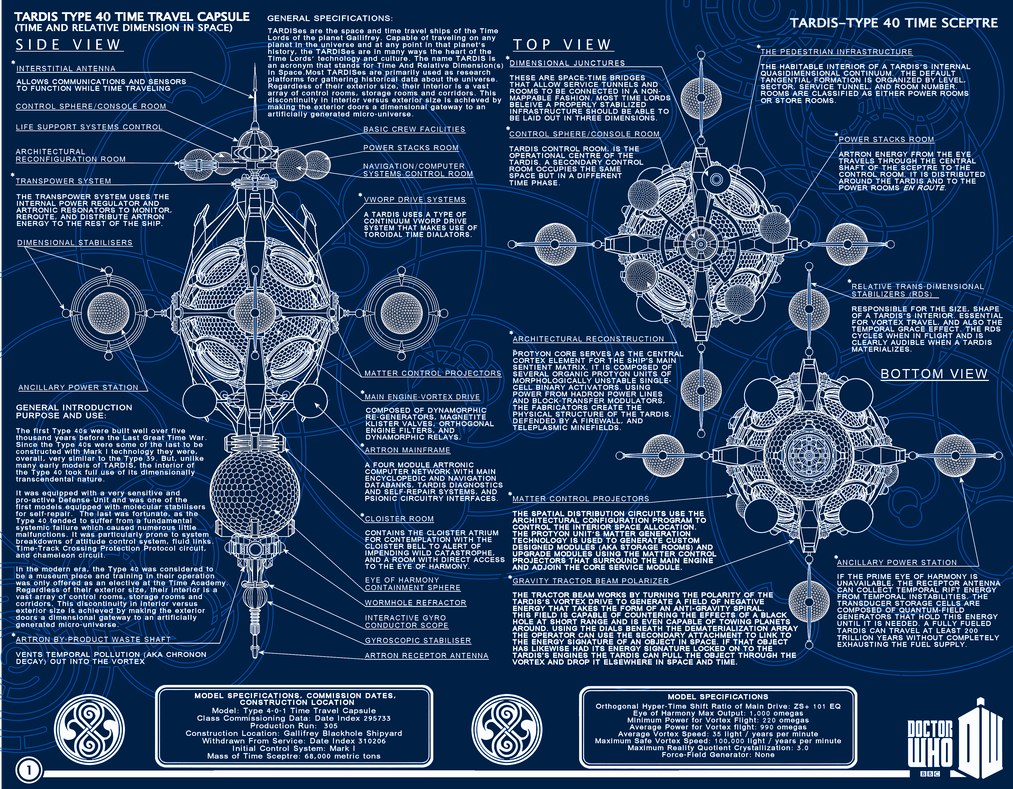 TARDIS TYPE 40 TIME TRAVEL CAPSULE
(TIME AND RELATIVE DIMENSION IN SPACE)
SIDE VIEW
INTERSTITIAL ANTENNA
ALLOWS COMMUNICATIONS AND SENSORS
TO FUNCTION WHILE TIME TRAVELING
CONTROL SPHERE/CONSOLE ROOM
LIFE SUPPORT SYSTEMS CONTROL
ARCHITECTURAL
RECONFIGURATION ROOM
TRANSPOWER SYSTEM
THE TRANSPOWER SYSTEM USES THE
INTERNAL POWER REGULATOR AND
ARTRONIC RESONATORS TO MONITOR,
REROUTE, AND DISTRIBUTE ARTRON
ENERGY TO THE REST OF THE SHIP.
DIMENSIONAL STABILISERS
ANCILLARY POWER STATION
GENERAL INTRODUCTION
PURPOSE AND USE:
The first Type 40s were built well over five
thousand years before the Last Great Time War.
Since the Type 40s were some of the last to be
constructed with Mark I technology they were,
overall, very similar to the Type 39. But, unlike
many early models of TARDIS, the interior of
the Type 40 took full use of its dimensionally
transcendental nature.
It was equipped with a very sensitive and
pro-active Defense Unit and was one of the
first models equipped with molecular stabilisers
for self-repair. The last was fortunate, as the
Type 40 tended to suffer from a fundamental
systemic failure which caused numerous little
malfunctions. It was particularly prone to system
breakdowns of attitude control system, fluid links,
Time-Track Crossing Protection Protocol circuit,
and chameleon circuit.
In the modern era, the Type 40 was considered to
be a museum piece and training in their operation
was only offered as an elective at the Time Academy.
Regardless of their exterior size, their interior is a
vast array of control rooms, storage rooms and
corridors. This discontinuity in interior versus
exterior size is achieved by making the exterior
doors a dimensional gateway to an artificially
generated micro-universe.
ARTRON BY-PRODUCT WASTE SHAFT
VENTS TEMPORAL POLLUTION (AKA CHRONON
DECAY) OUT INTO THE VORTEX
GENERAL SPECIFICATIONS:
TARDISes are the space and time travel ships of the Time
Lords of the planet Gallifrey. Capable of traveling on any
planet in the universe and at any point in that planet's
history, the TARDISes are in many ways the heart of the
Time Lords' technology and culture. The name TARDIS is
an acronym that stands for Time And Relative Dimension(s)
In Space.Most TARDISes are primarily used as research
platforms for gathering historical data about the universe.
Regardless of their exterior size, their interior is a vast
array of control rooms, storage rooms and corridors. This
discontinuity in interior versus exterior size is achieved by
making the exterior doors a dimensional gateway to an
artificially generated micro-universe.
BASIC CREW FACILITIES
POWER STACKS ROOM
NAVIGATION/COMPUTER
SYSTEMS CONTROL ROOM
VWORP DRIVE SYSTEMS
A TARDIS USES A TYPE OF
CONTINUUM VWORP DRIVE
SYSTEM THAT MAKES USE OF
TOROIDAL TIME DIALATORS.
MATTER CONTROL PROJECTORS
MAIN ENGINE-VORTEX DRIVE
COMPOSED OF DYNAMORPHIC
RE-GENERATORS, MAGNETITE
KLISTER VALVES, ORTHOGONAL
ENGINE FILTERS, AND
DYNAMORPHIC RELAYS.
ARTRON MAINFRAME
A FOUR MODULE ARTRONIC
COMPUTER NETWORK WITH MAIN
ENCYCLOPEDIC AND NAVIGATION
DATABANKS, TARDIS DIAGNOSTICS
AND SELF-REPAIR SYSTEMS, AND
PSIONIC CIRCUITRY INTERFACES.
CLOISTER ROOM
CONTAINS THE CLOISTER ATRIUM
FOR CONTEMPLATION WITH THE
CLOISTER BELL TO ALERT OF
IMPENDING WILD CATASTROPHE,
AND A ROOM WITH DIRECT ACCESS
TO THE EYE OF HARMONY.
EYE OF HARMONY
CONTAINMENT SPHERE
WORMHOLE REFRACTOR
INTERACTIVE GYRO
CONDUCTOR SCOPE
GYROSCOPIC STABILISER
ARTRON RECEPTOR ANTENNA
TARDIS-TYPE 40 TIME SCEPTRE
TOP VIEW
DIMENSIONAL JUNCTURES
THESE ARE SPACE-TIME BRIDGES
THAT ALLOW SERVICE TUNNELS AND
ROOMS TO BE CONNECTED IN A NON-
MAPPABLE FASHION. MOST TIME LORDS
BELEIVE A PROPERLY STABILIZED
INFRASTRUCTURE SHOULD BE ABLE TO
BE LAID OUT IN THREE DIMENSIONS.
CONTROL SPHERE/CONSOLE ROOM
TARDIS CONTROL ROOM. IS THE
OPERATIONAL CENTRE OF THE
TARDIS. A SECONDARY CONTROL
ROOM OCCUPIES THE SAME
SPACE BUT IN A DIFFERENT
TIME PHASE.
THE PEDESTRIAN INFRASTRUCTURE
THE HABITABLE INTERIOR OF A TARDIS'S INTERNAL
QUASIDIMENSIONAL CONTINUUM. THE DEFAULT
TANGENTIAL FORMATION IS ORGANIZED BY LEVEL,
SECTOR, SERVICE TUNNEL, AND ROOM NUMBER.
ROOMS ARE CLASSIFIED AS EITHER POWER ROOMS
OR STORE ROOMS.
POWER STACKS ROOM
ARTRON ENERGY FROM THE EYE
TRAVELS THROUGH THE CENTRAL
SHAFT OF THE SCEPTRE TO THE
CONTROL ROOM. IT IS DISTRIBUTED
AROUND THE TARDIS AND TO THE
POWER ROOMS EN ROUTE.
RELATIVE TRANS-DIMENSIONAL
STABILIZERS (RDS)
RESPONSIBLE FOR THE SIZE, SHAPE
OF A TARDIS'S INTERIOR, ESSENTIAL
FOR VORTEX TRAVEL, AND ALSO THE
TEMPORAL GRACE EFFECT. THE RDS
CYCLES WHEN IN FLIGHT AND IS
CLEARLY AUDIBLE WHEN A TARDIS
MATERIALIZES.
BOTTOM VIEW
ARCHITECTURAL RECONSTRUCTION
PROTYON CORE SERVES AS THE CENTRAL
CORTEX ELEMENT FOR THE SHIP'S MAIN
SENTIENT MATRIX. IT IS COMPOSED OF
SEVERAL ORGANIC PROTYON UNITS OF
MORPHOLOGICALLY UNSTABLE SINGLE-
CELL BINARY ACTIVATORS. USING
POWER FROM HADRON POWER LINES
AND BLOCK-TRANSFER MODULATORS,
THE FABRICATORS CREATE THE
PHYSICAL STRUCTURE OF THE TARDIS.
DEFENDED BY A FIREWALL, AND
TELEPLASMIC MINEFIELDS.
MATTER CONTROL PROJECTORS
THE SPATIAL DISTRIBUTION CIRCUITS USE THE
ARCHITECTURAL CONFIGURATION PROGRAM TO
CONTROL THE INTERIOR SPACE ALLOCATION.
THE PROTYON UNIT'S MATTER GENERATION
TECHNOLOGY IS USED TO GENERATE CUSTOM
DESIGNED MODULES (AKA STORAGE ROOMS) AND
UPGRADE MODULES USING THE MATTER CONTROL
PROJECTORS THAT SURROUND THE MAIN ENGINE
AND ADJOIN THE CORE SERVICE MODULE.
GRAVITY TRACTOR BEAM POLARIZER
THE TRACTOR BEAM WORKS BY TURNING THE POLARITY OF THE
TARDIS'S VORTEX DRIVE TO GENERATE A FIELD OF NEGATIVE
ENERGY THAT TAKES THE FORM OF AN ANTI-GRAVITY SPIRAL.
THIS FIELD IS CAPABLE OF COUNTERING THE EFFECTS OF A BLACK
HOLE AT SHORT RANGE AND IS EVEN CAPABLE OF TOWING PLANETS
AROUND. USING THE DIALS BENEATH THE DEMATERIALIZATION ARRAY
THE OPERATOR CAN USE THE SECONDARY ATTACHMENT TO LINK TO
THE ENERGY SIGNATURE OF AN OBJECT IN SPACE. IF THAT OBJECT
HAS LIKEWISE HAD ITS ENERGY SIGNATURE LOCKED ON TO THE
TARDIS'S ENGINES THE TARDIS CAN PULL THE OBJECT THROUGH THE
VORTEX AND DROP IT ELSEWHERE IN SPACE AND TIME.
ANCILLARY POWER STATION
IF THE PRIME EYE OF HARMONY IS
UNAVAILABLE, THE RECEPTOR ANTENNA
CAN COLLECT TEMPORAL RIFT ENERGY
FROM TEMPORAL INSTABILITIES. THE
TRANSDUCER STORAGE CELLS ARE
COMPOSED OF QUANTUM-FIELD
GENERATORS THAT HOLD THIS ENERGY
UNTIL IT IS NEEDED. A FULLY FUELED
TARDIS CAN TRAVEL AT LEAST 200
TRILLION YEARS WITHOUT COMPLETELY
EXHAUSTING THE FUEL SUPPLY.
MODEL SPECIFICATIONS, COMMISSION DATES,
CONSTRUCTION LOCATION
Model: Type 4-0-1 Time Travel Capsule
Class Commissioning Data: Date Index 295733
Production Run: 305
Construction Location: Gallifrey Blackhole Shipyard
Withdrawn From Service: Date Index 310206
Initial Control System: Mark I
Mass of Time Sceptre: 68,000 metric tons
MODEL SPECIFICATIONS
Orthogonal Hyper-Time Shift Ratio of Main Drive: ZS+ 101 EQ
Eye of Harmony Max Output: 1,000 omegas
Minimum Power for Vortex Flight: 220 omegas
Average Power for Vortex flight: 990 omegas
Average Vortex Speed: 35 light / years per minute
Maximum Safe Vortex Speed: 100,000 light / years per minute
Maximum Reality Quotient Crystallization: 3.0
Force-Field Generator: None
DOCTOR
WHO
BBC
DW
1